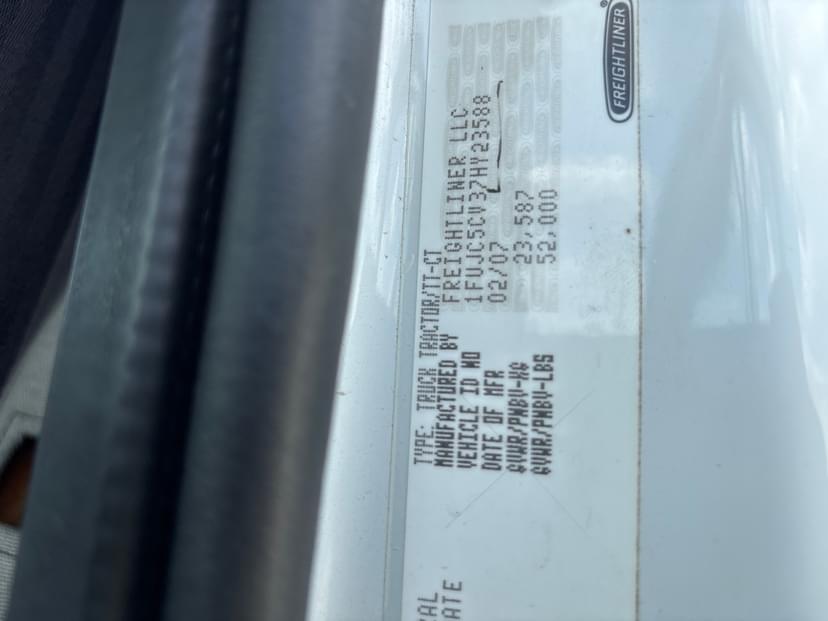 FREIGHTLINER
TYPE: TRUCK TRACTOR/TT-CT
MANUFACTURED BY FREIGHTLINER LLC
VEHICLE ID NO 1FUJC5CV37HY23588
DATE OF MFR 02/07
GVWR/PNBV-KG 23,587
GVWR/PNBV-LBS 52,000